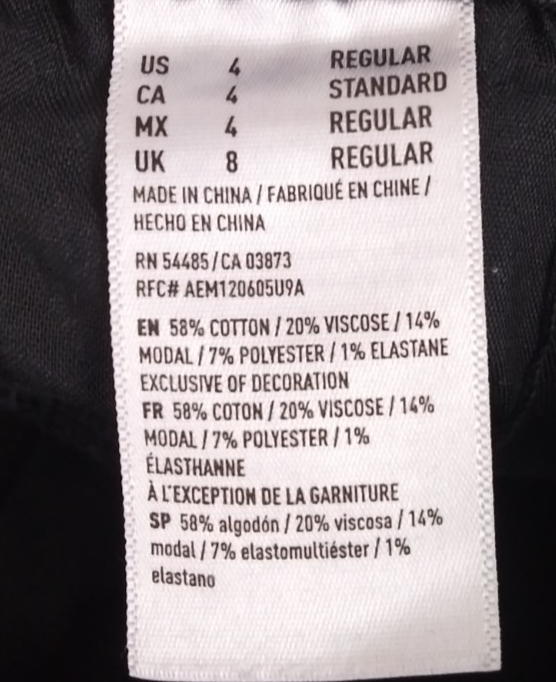 US 4 REGULAR
CA 4 STANDARD
MX 4 REGULAR
UK 8 REGULAR
MADE IN CHINA / FABRIQUÉ EN CHINE /
HECHO EN CHINA
RN 54485 / CA 03873
RFC# AEM120605U9A
EN 58% COTTON / 20% VISCOSE / 14%
MODAL / 7% POLYESTER / 1% ELASTANE
EXCLUSIVE OF DECORATION
FR 58% COTON / 20% VISCOSE / 14%
MODAL / 7% POLYESTER / 1%
ÉLASTHANNE
À L'EXCEPTION DE LA GARNITURE
SP 58% algodón / 20% viscosa / 14%
modal / 7% elastomultiéster / 1%
elastano